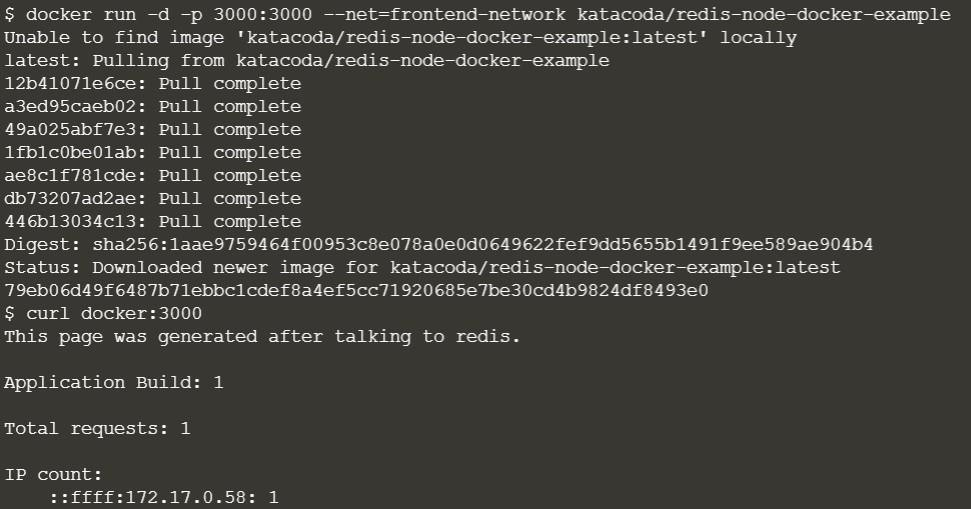 $ docker run -d -p 3000:3000 --net=frontend-network katacoda/redis-node-docker-example
Unable to find image 'katacoda/redis-node-docker-example:latest' locally
latest: Pulling from katacoda/redis-node-docker-example
12b41071e6ce: Pull complete
a3ed95caeb02: Pull complete
49a025abf7e3: Pull complete
1fb1c0be01ab: Pull complete
ae8c1f781cde: Pull complete
db73207ad2ae: Pull complete
446b13034c13: Pull complete
Digest: sha256:1aae9759464f00953c8e078a0e0d0649622fef9dd5655b1491f9ee589ae904b4
Status: Downloaded newer image for katacoda/redis-node-docker-example:latest
79eb06d49f6487b71ebbc1cdef8a4ef5cc71920685e7be30cd4b9824df8493e0
$ curl docker:3000
This page was generated after talking to redis.
Application Build: 1
Total requests: 1
IP count:
    ::ffff:172.17.0.58: 1